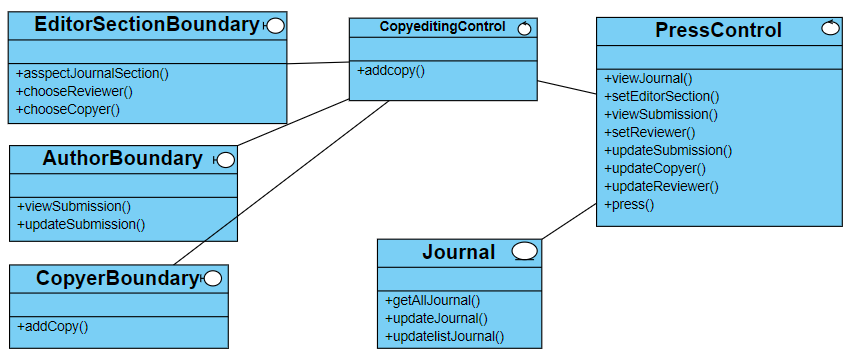 EditorSectionBoundary
+asspectJournalSection()
+chooseReviewer()
+chooseCopyer()
CopyeditingControl
+addcopy()
PressControl
+viewJournal()
+setEditorSection()
+viewSubmission()
+setReviewer()
+updateSubmission()
+updateCopyer()
+updateReviewer()
+press()
AuthorBoundary
+viewSubmission()
+updateSubmission()
CopyerBoundary
+addCopy()
Journal
+getAllJournal()
+updateJournal()
+updatelistJournal()